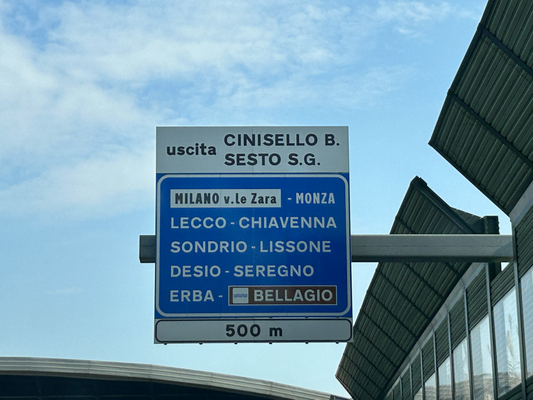 uscita CINISELLO B.
SESTO S.G.
MILANO v.le Zara - MONZA
LECCO - CHIAVENNA
SONDRIO - LISSONE
DESIO - SEREGNO
ERBA - BELLAGIO
500 m